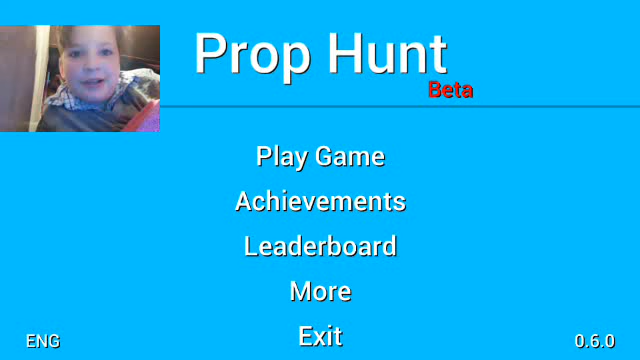 Prop Hunt
Beta
Play Game
Achievements
Leaderboard
More
Exit
ENG
0.6.0